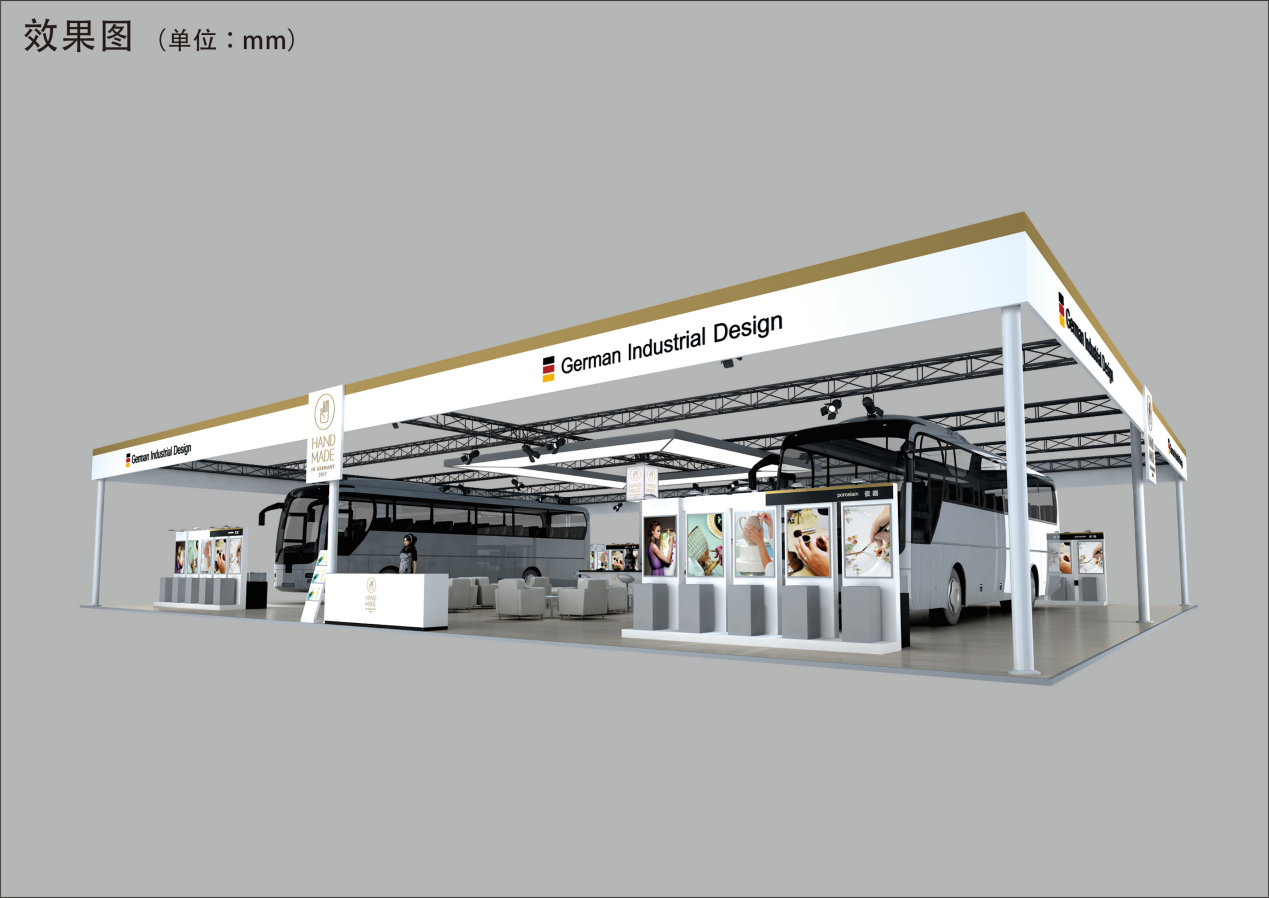 效果图 （单位：mm）
German Industrial Design
German Industrial Design
German Industrial Design
HAND
MADE
IN GERMANY
2017
porcelain 瓷器
HAND
MADE